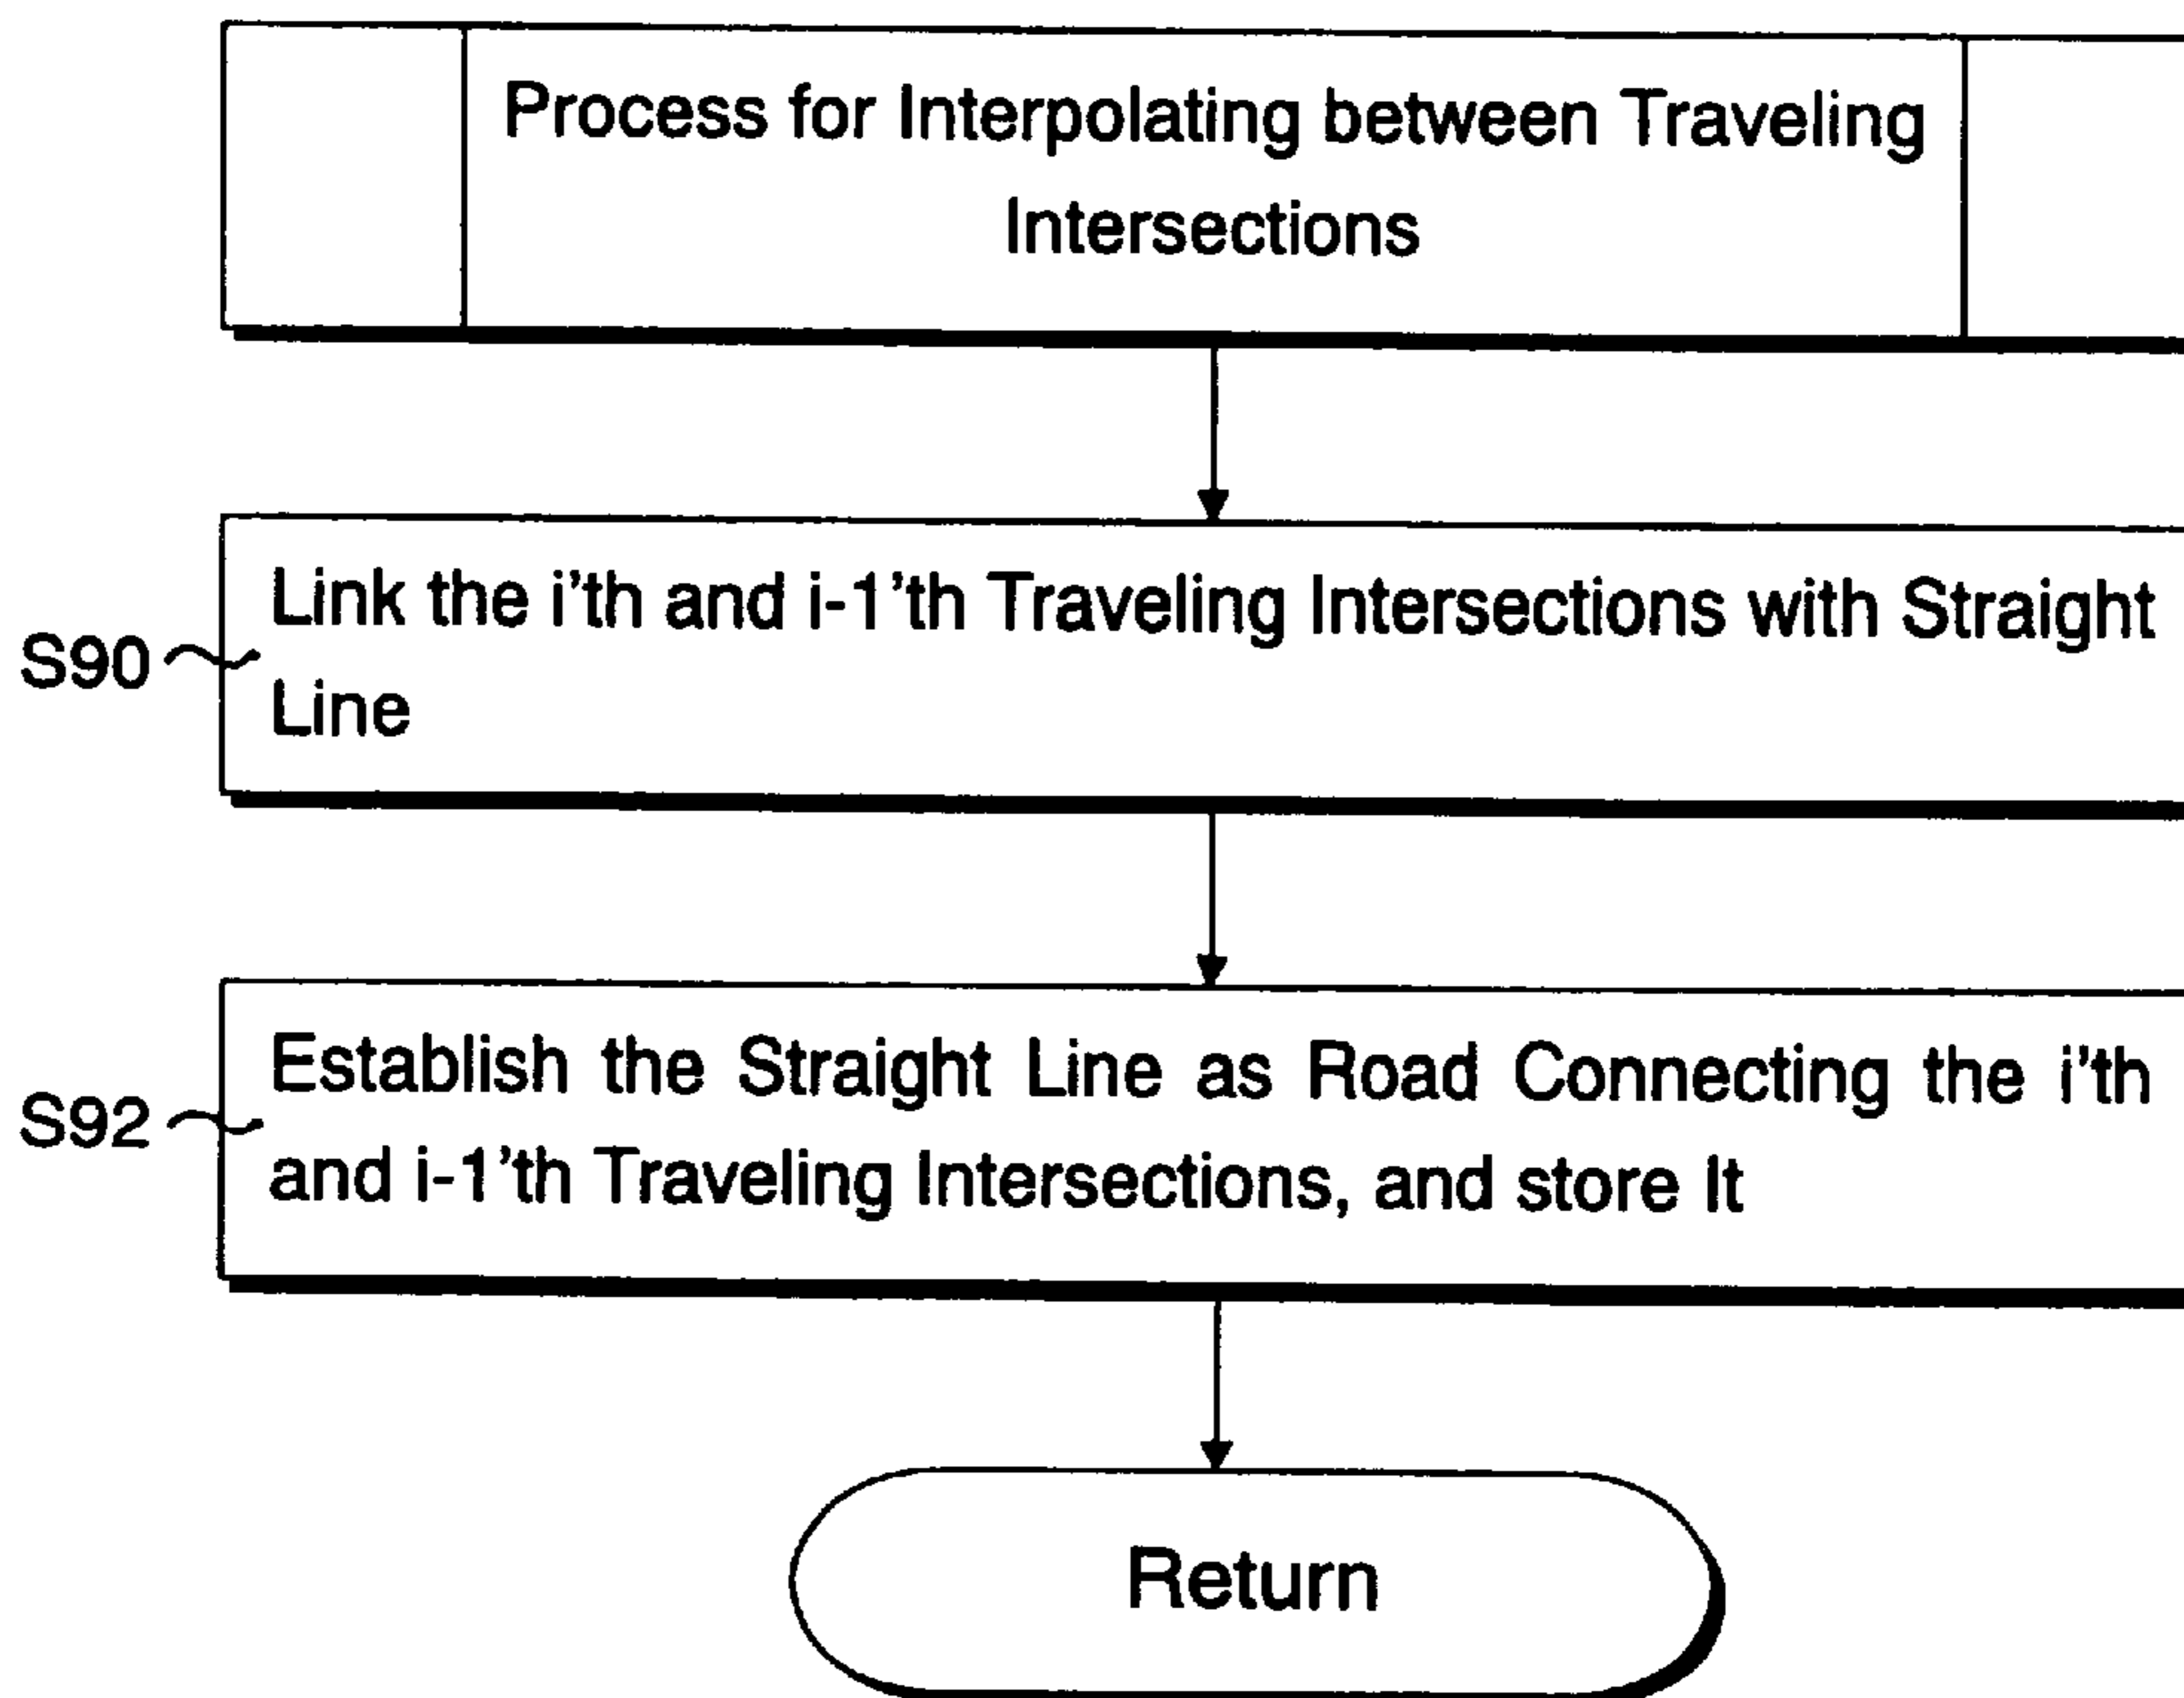 Process for Interpolating between Traveling
Intersections
Link the i'th and i-1'th Traveling Intersections with Straight
S90
Line
Establish the Straight Line as Road Connecting the i'th
S92
and i-1'th Traveling Intersections, and store It
Return